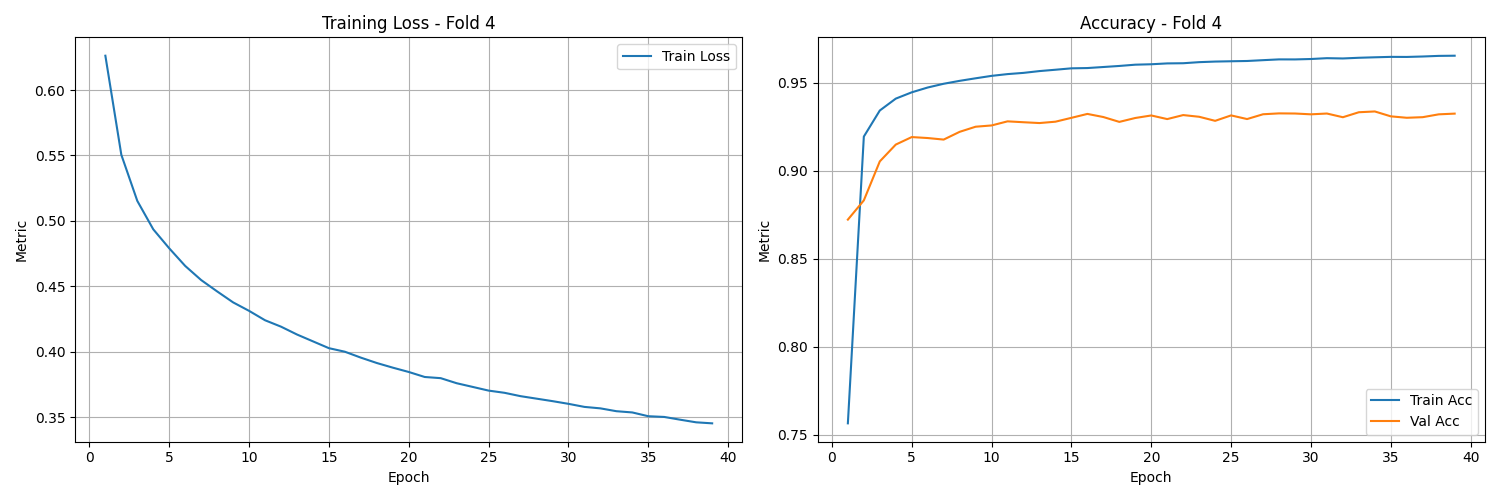 Training Loss - Fold 4
Train Loss
0.60
0.55
0.50
0.45
0.40
0.35
Metric
0 5 10 15 20 25 30 35 40
Epoch
Accuracy - Fold 4
0.95
0.90
0.85
0.80
0.75
Metric
Train Acc
Val Acc
0 5 10 15 20 25 30 35 40
Epoch